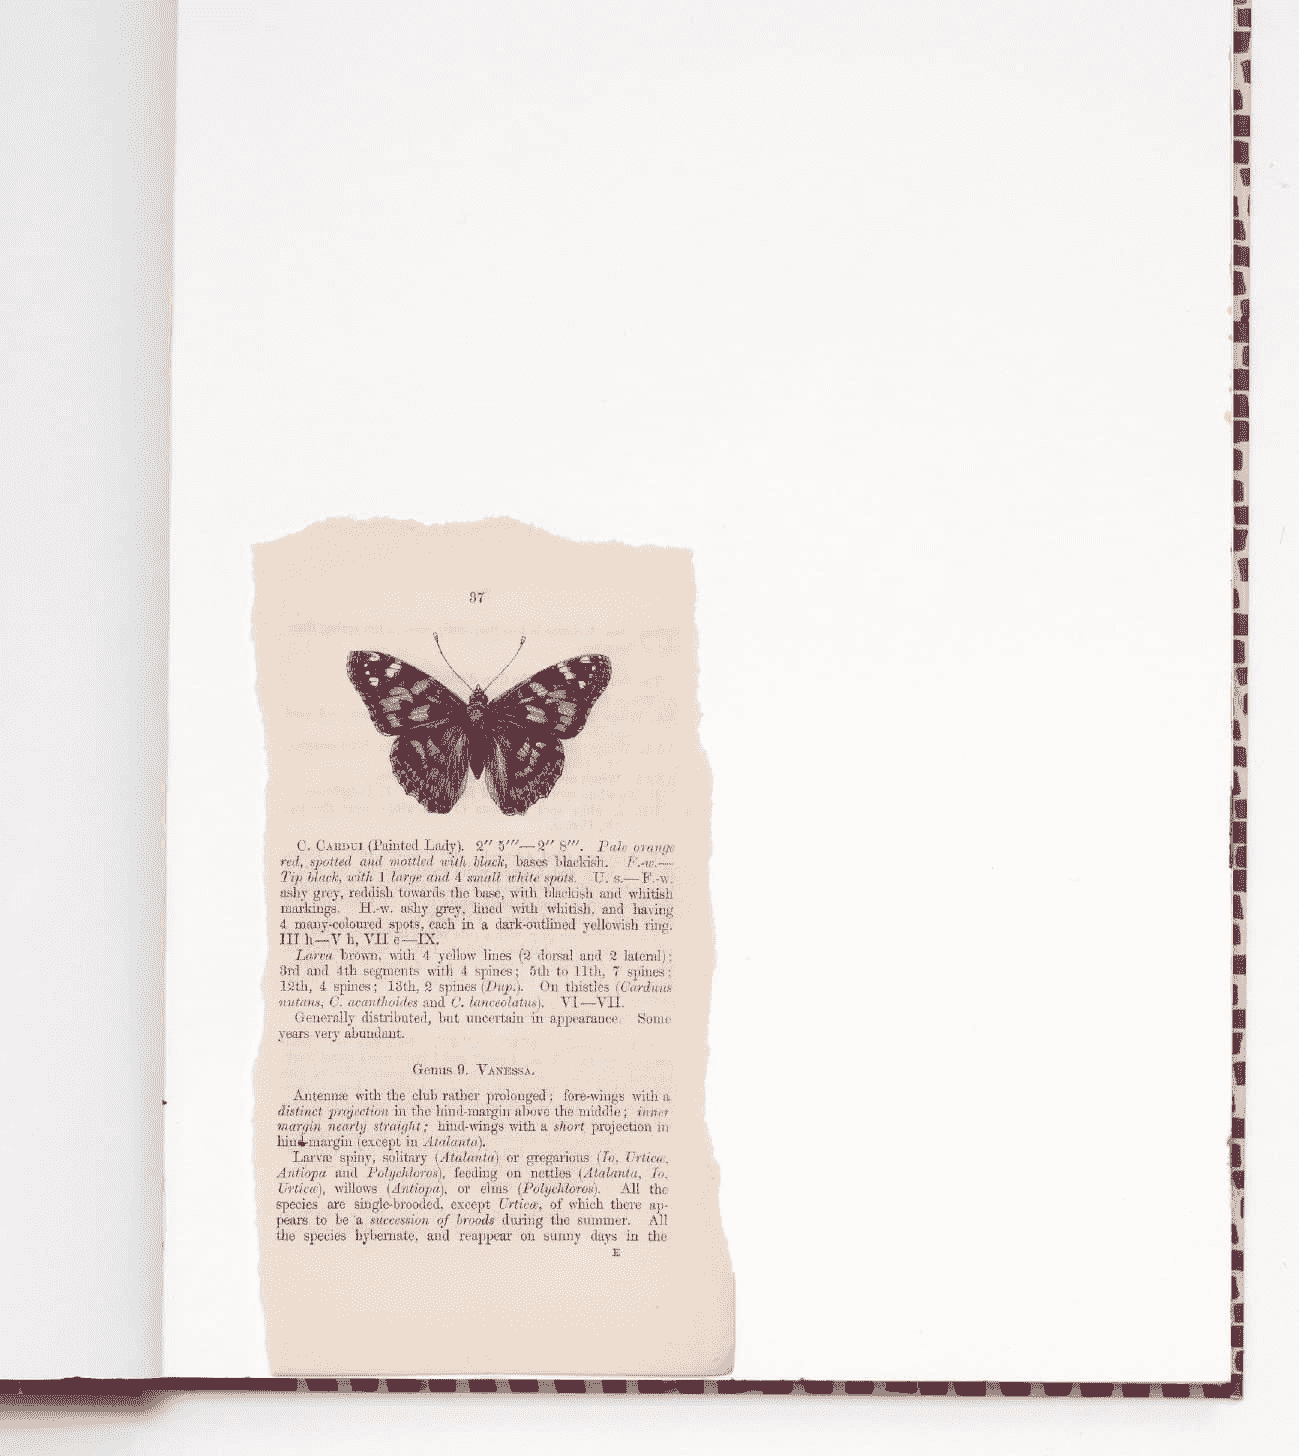 37
C. CARDUI (Painted Lady). 2″ 5‴—2″ 8‴. Pale orange
red, spotted and mottled with black, bases blackish. F.-w.—
Tip black, with 1 large and 4 small white spots. U. s.—F.-w.
ashy grey, reddish towards the base, with blackish and whitish
markings. H.-w. ashy grey, lined with whitish, and having
4 many-coloured spots, each in a dark-outlined yellowish ring.
III h—V h, VII e—IX.
Larva brown, with 4 yellow lines (2 dorsal and 2 lateral);
3rd and 4th segments with 4 spines; 5th to 11th, 7 spines;
12th, 4 spines; 13th, 2 spines (Dup.). On thistles (Carduus
nutans, C. acanthoides and C. lanceolatus). VI—VII.
Generally distributed, but uncertain in appearance. Some
years very abundant.
Genus 9. VANESSA.
Antennæ with the club rather prolonged; fore-wings with a
distinct projection in the hind-margin above the middle; inner
margin nearly straight; hind-wings with a short projection in
hind-margin (except in Atalanta).
Larvæ spiny, solitary (Atalanta) or gregarious (Io, Urticæ,
Antiopa and Polychloros), feeding on nettles (Atalanta, Io,
Urticæ), willows (Antiopa), or elms (Polychloros). All the
species are single-brooded, except Urticæ, of which there ap-
pears to be a succession of broods during the summer. All
the species hybernate, and reappear on sunny days in the
E